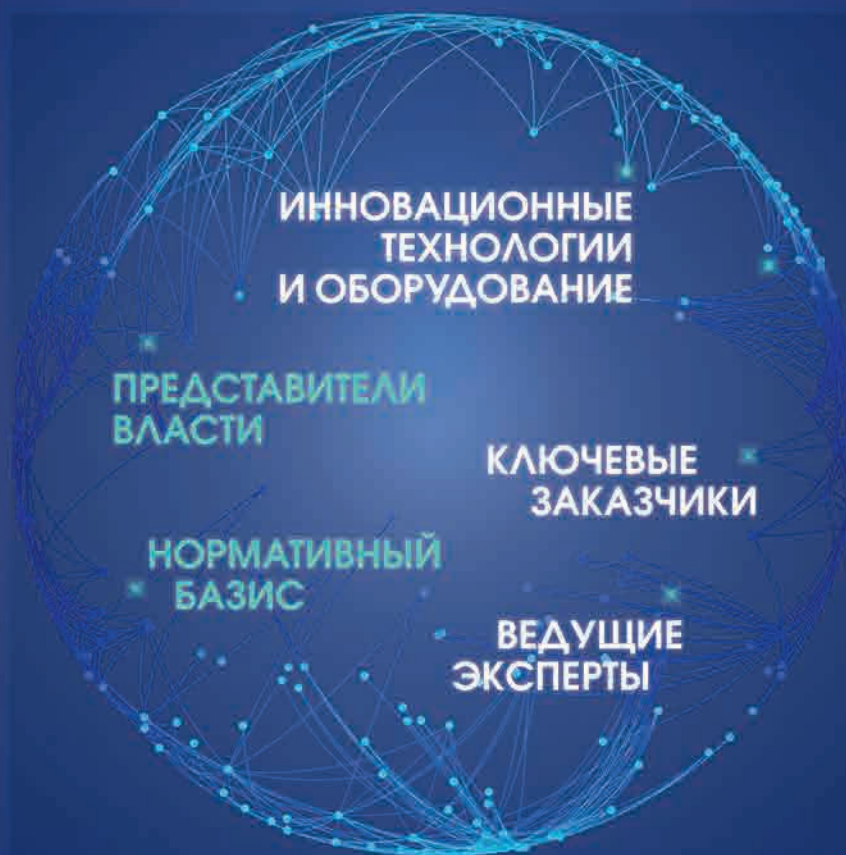 ИННОВАЦИОННЫЕ
ТЕХНОЛОГИИ
И ОБОРУДОВАНИЕ
ПРЕДСТАВИТЕЛИ
ВЛАСТИ
КЛЮЧЕВЫЕ
ЗАКАЗЧИКИ
НОРМАТИВНЫЙ
БАЗИС
ВЕДУЩИЕ
ЭКСПЕРТЫ